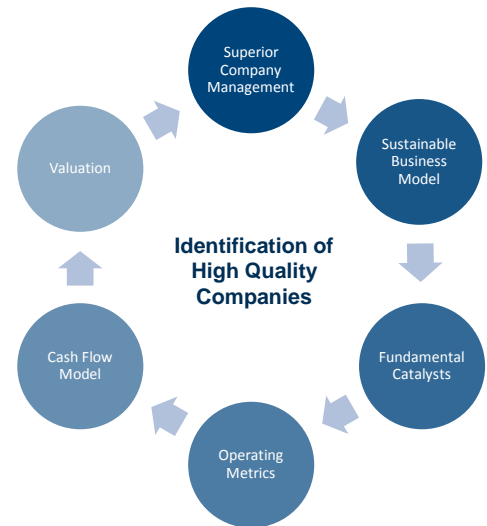 Superior
Company
Management
Sustainable
Business
Model
Fundamental
Catalysts
Operating
Metrics
Cash Flow
Model
Valuation
Identification of
High Quality
Companies